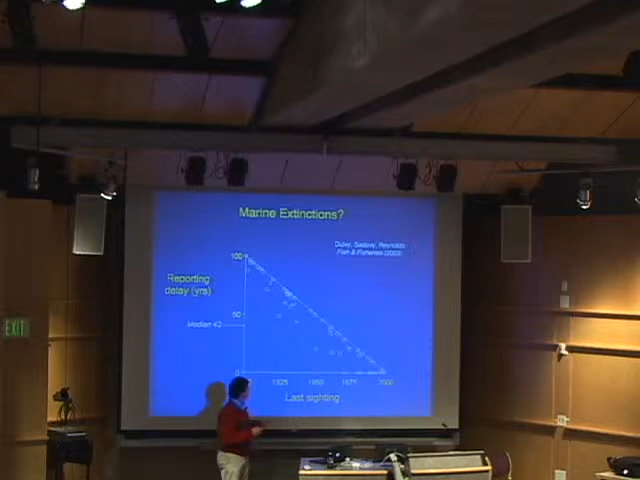 Marine Extinctions?
Dulvy, Sadovy, Reynolds
Fish & Fisheries (2003)
100
Reporting
delay (yrs)
50
Median 43
0
1925 1950 1975 2000
Last sighting
EXIT